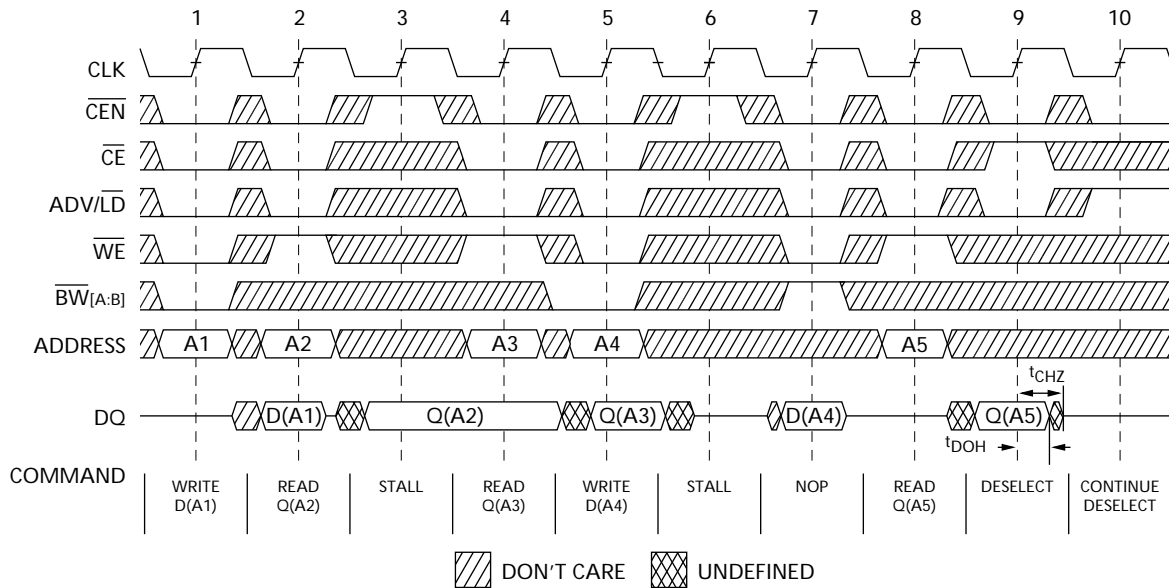 1 2 3 4 5 6 7 8 9 10
CLK
CEN
CE
ADV/LD
WE
BW[A:B]
ADDRESS A1 A2 A3 A4 A5
tCHZ
DQ D(A1) Q(A2) Q(A3) D(A4) Q(A5)
tDOH
COMMAND
WRITE READ STALL READ WRITE STALL NOP READ DESELECT CONTINUE
D(A1) Q(A2) Q(A3) D(A4) Q(A5) DESELECT
DON'T CARE UNDEFINED